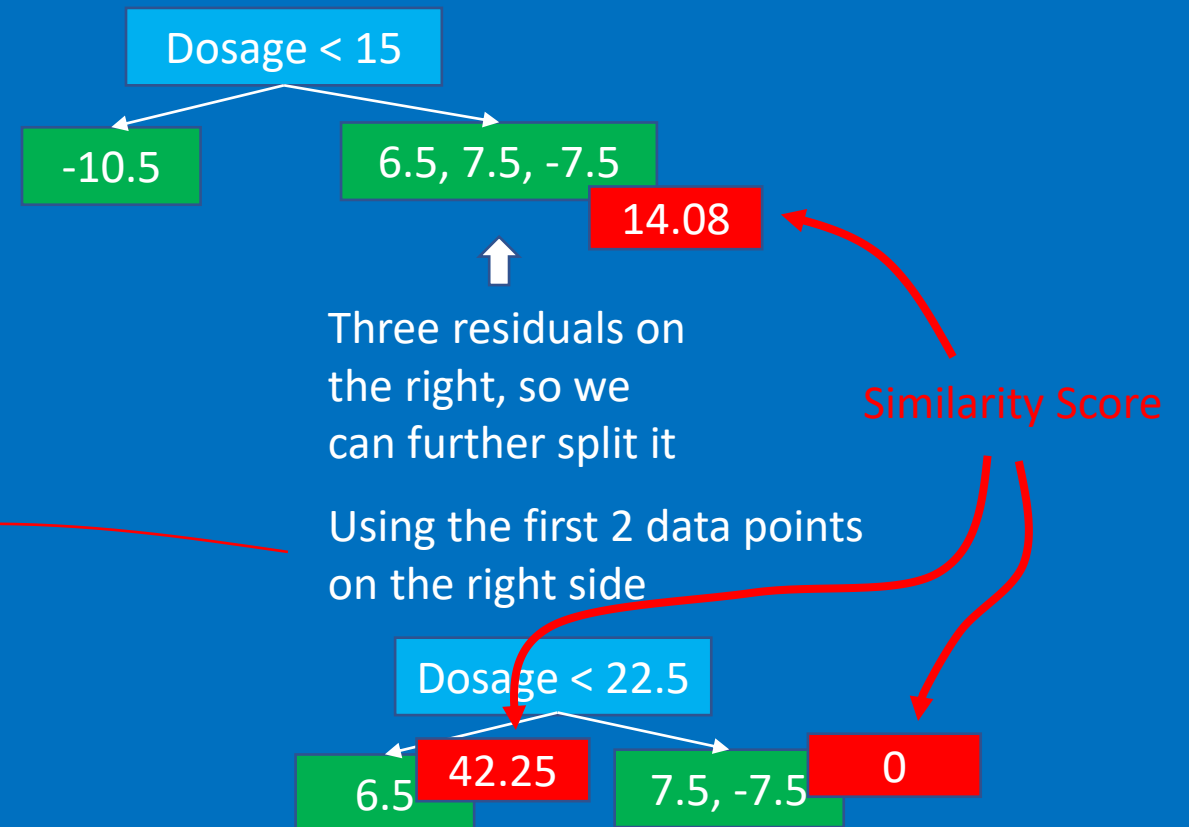 Dosage < 15
-10.5
6.5, 7.5, -7.5
14.08
Three residuals on
the right, so we
can further split it
Similarity Score
Using the first 2 data points
on the right side
Dosage < 22.5
6.5
42.25
7.5, -7.5
0